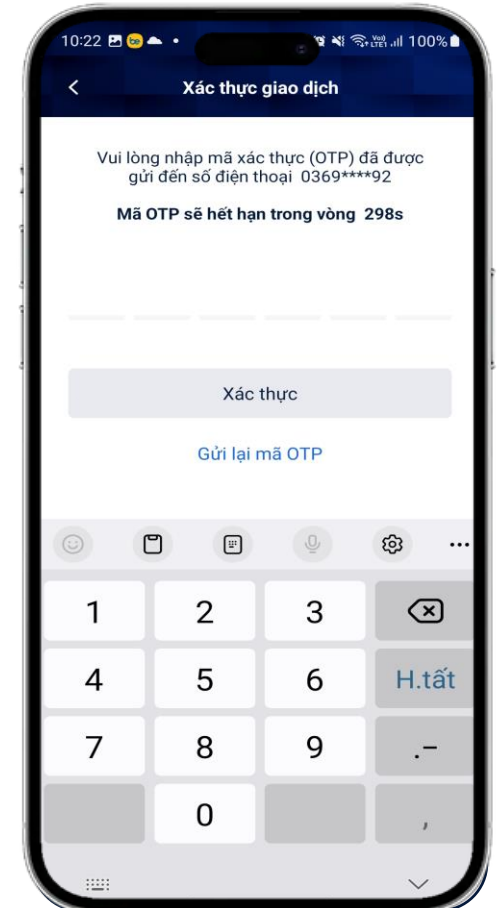 10:22 be 100%
Xác thực giao dịch
Vui lòng nhập mã xác thực (OTP) đã được
gửi đến số điện thoại 0369****92
Mã OTP sẽ hết hạn trong vòng 298s
Xác thực
Gửi lại mã OTP
1 2 3
4 5 6 H.tất
7 8 9 .–
0 ,